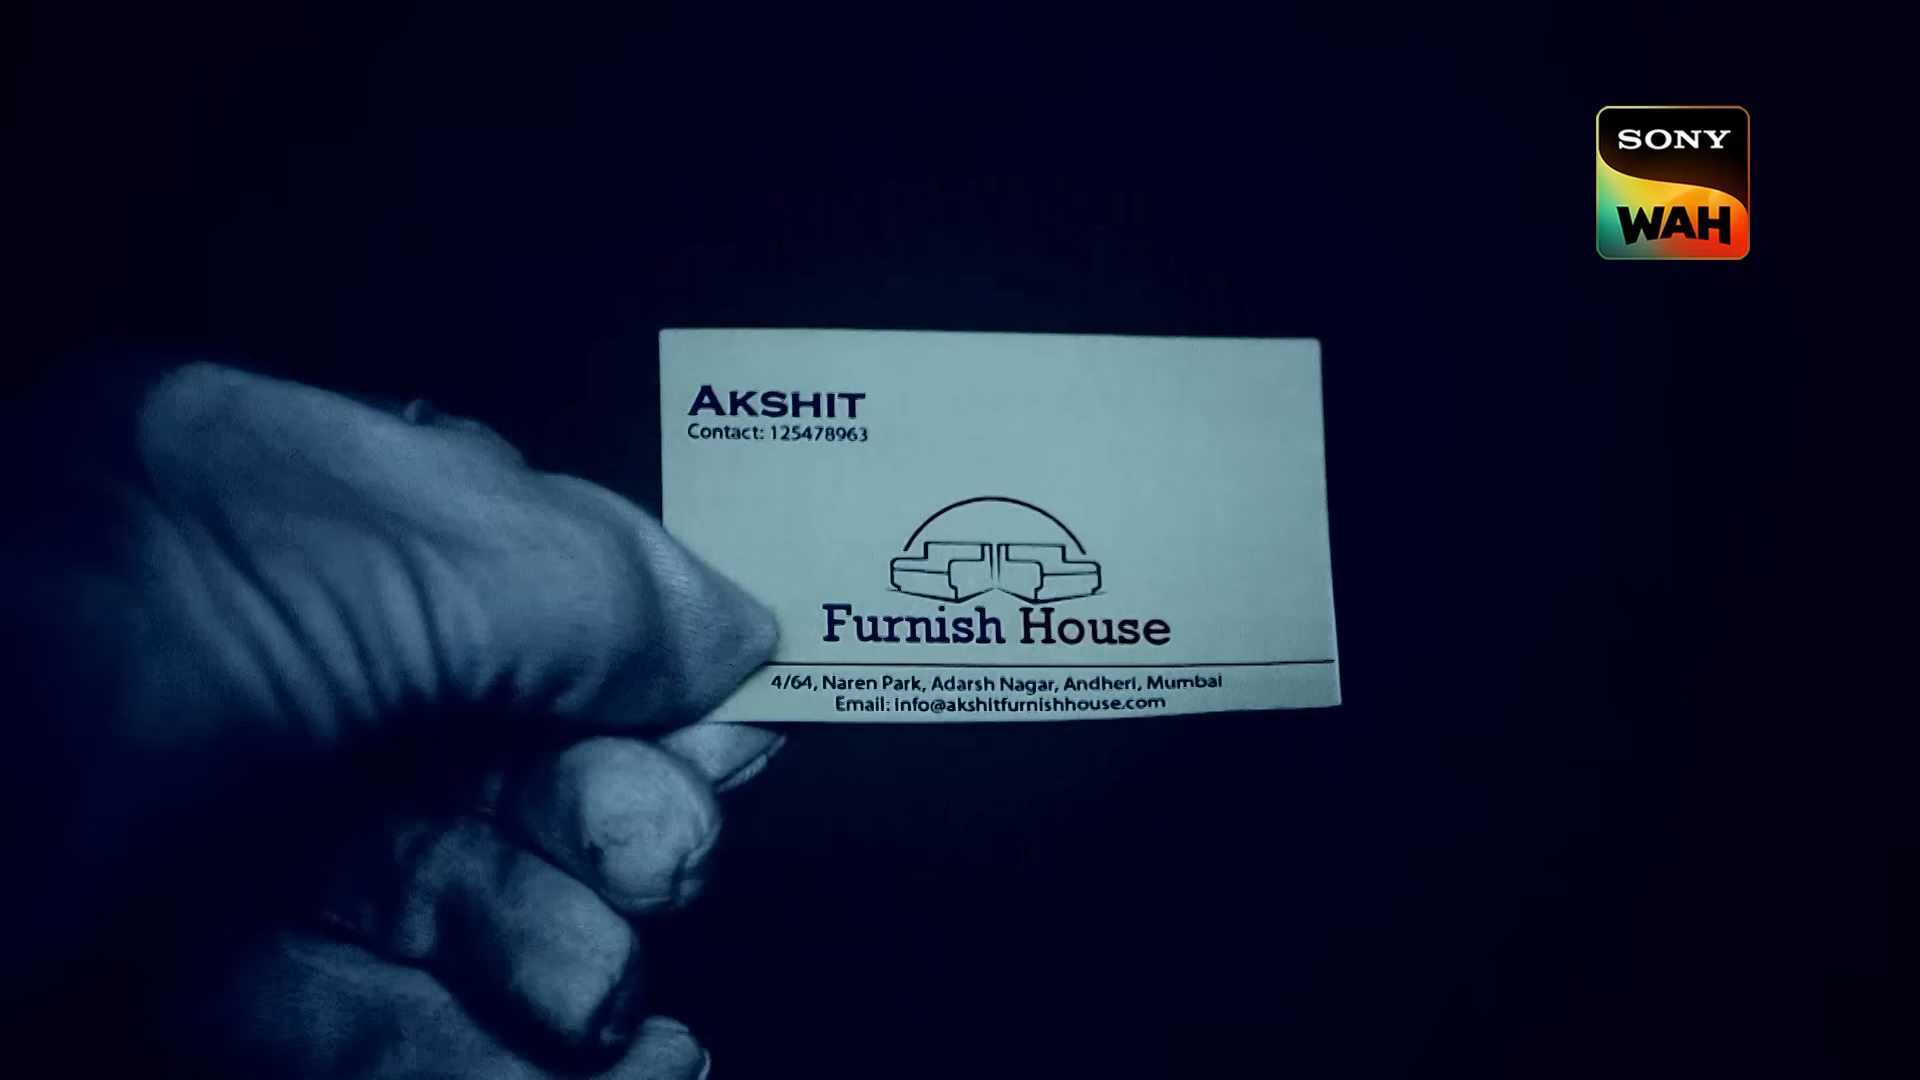 SONY
WAH
AKSHIT
Contact: 125478963
Furnish House
4/64, Naren Park, Adarsh Nagar, Andheri, Mumbai
Email: info@akshitfurnishhouse.com